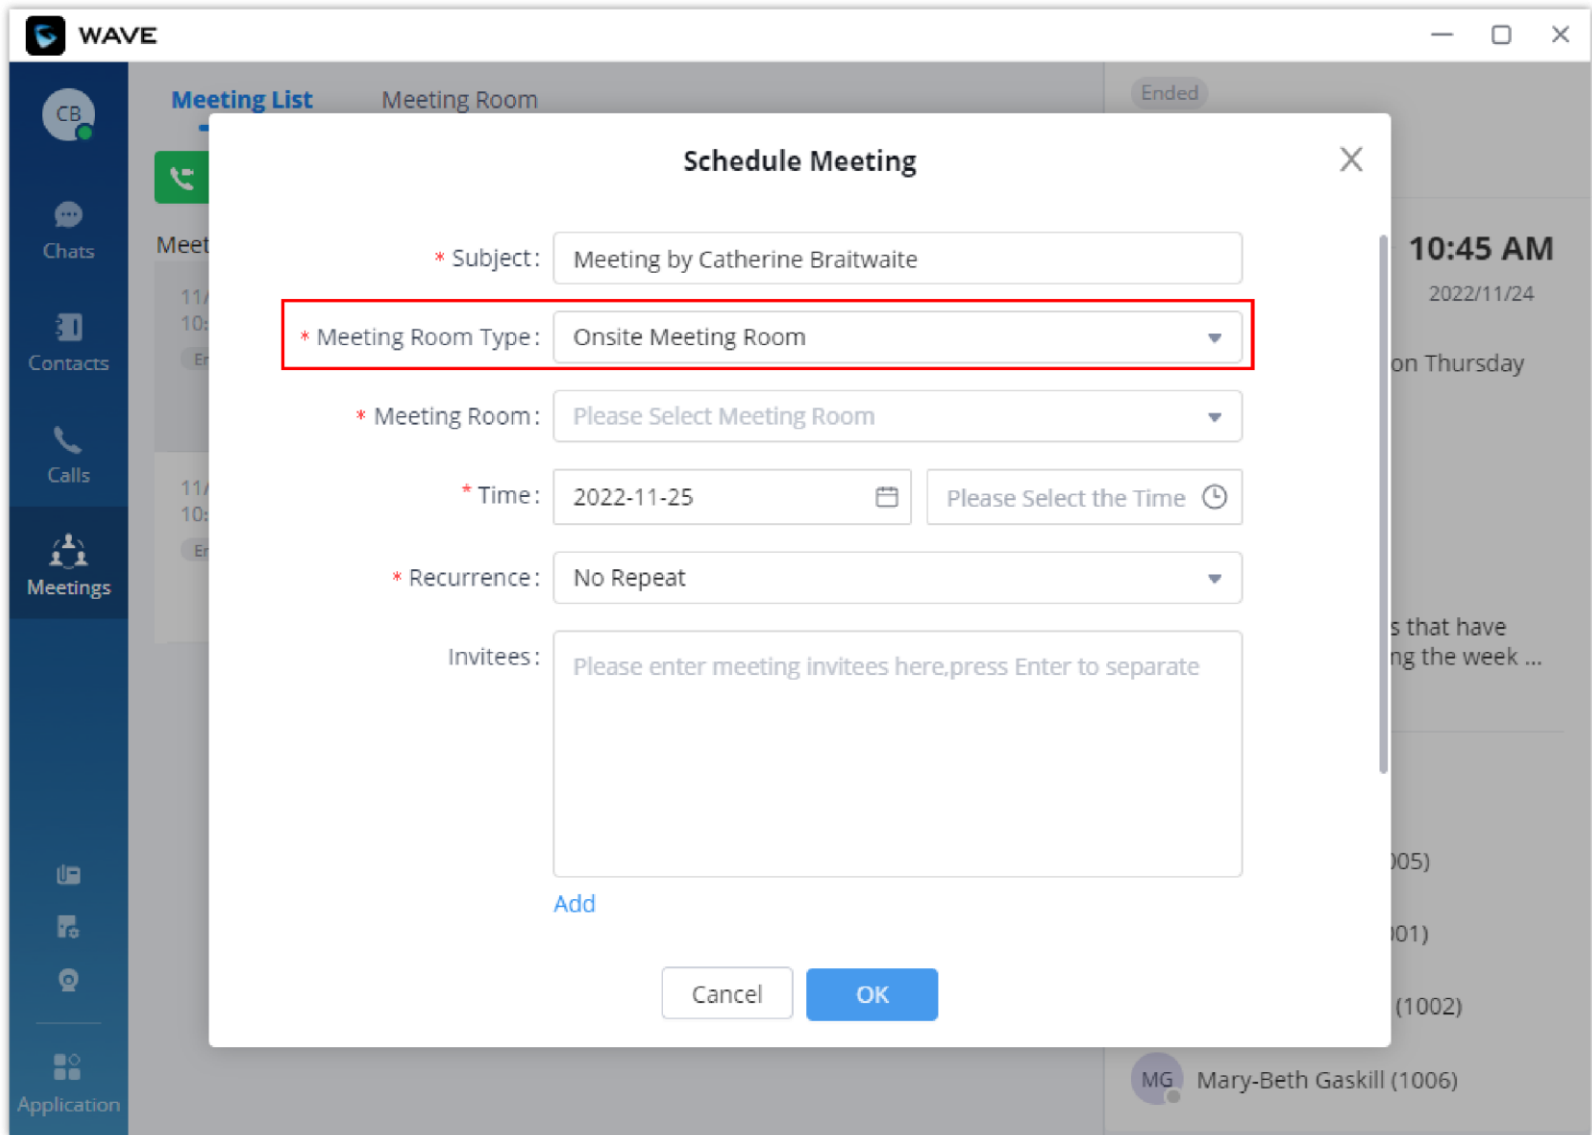 WAVE
CB
Chats
Contacts
Calls
Meetings
Application
Meeting List
Meeting Room
Ended
Schedule Meeting
* Subject:
Meeting by Catherine Braitwaite
* Meeting Room Type:
Onsite Meeting Room
* Meeting Room:
Please Select Meeting Room
* Time:
2022-11-25
Please Select the Time
* Recurrence:
No Repeat
Invitees:
Please enter meeting invitees here,press Enter to separate
Add
Cancel
OK
10:45 AM
2022/11/24
on Thursday
s that have
the week ...
(1002)
MG
Mary-Beth Gaskill (1006)